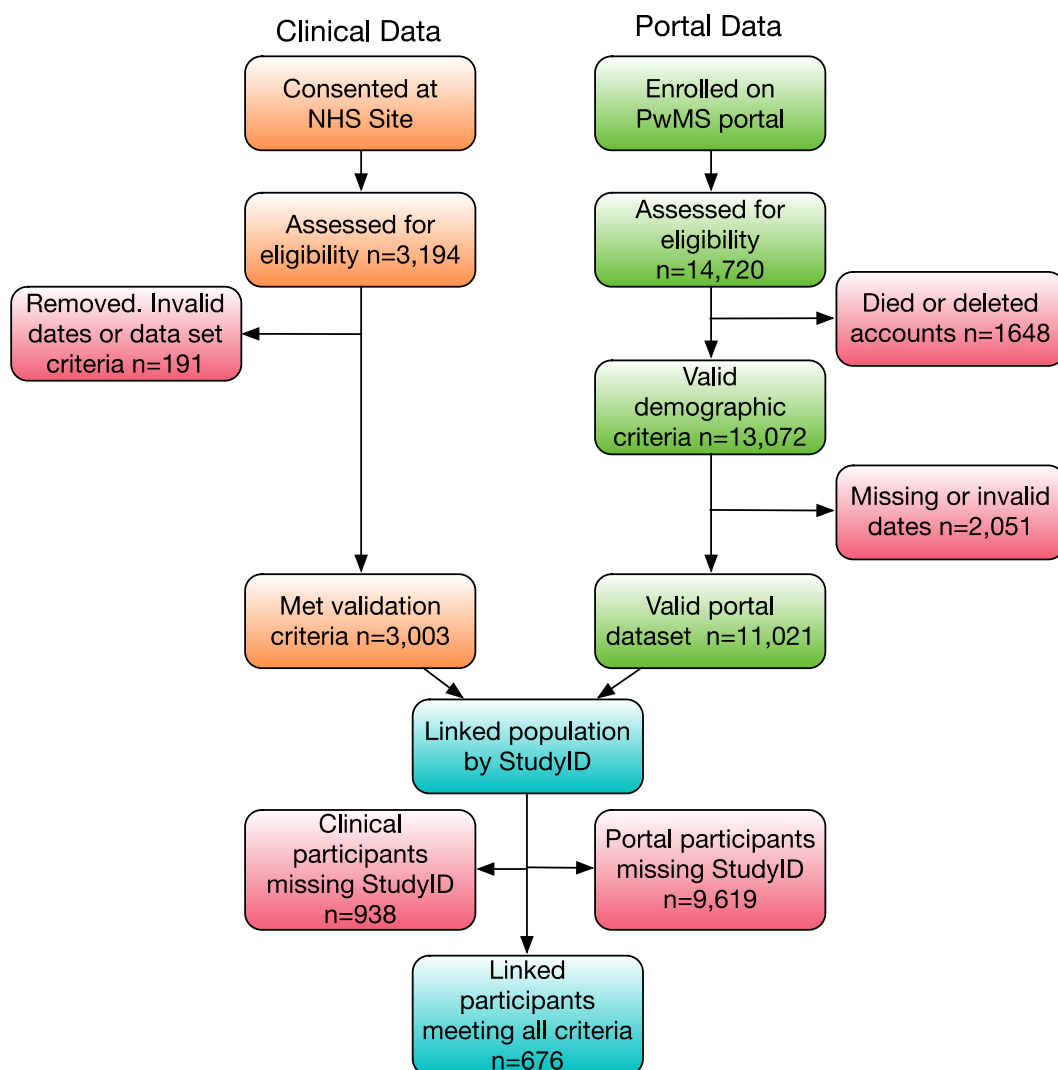 Clinical Data
Portal Data
Consented at
NHS Site
Enrolled on
PwMS portal
Assessed for
eligibility n=3,194
Assessed for
eligibility
n=14,720
Removed. Invalid
dates or data set
criteria n=191
Died or deleted
accounts n=1648
Valid
demographic
criteria n=13,072
Missing or invalid
dates n=2,051
Met validation
criteria n=3,003
Valid portal
dataset  n=11,021
Linked population
by StudyID
Clinical
participants
missing StudyID
n=938
Portal participants
missing StudyID
n=9,619
Linked
participants
meeting all criteria
n=676